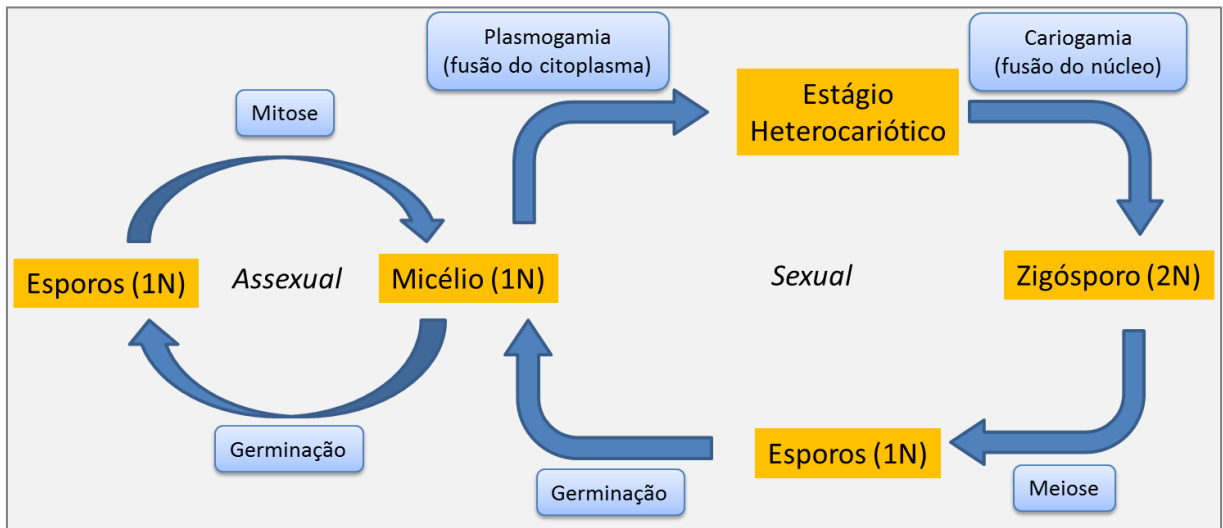 Plasmogamia
(fusão do citoplasma)
Cariogamia
(fusão do núcleo)
Mitose
Estágio
Heterocariótico
Esporos (1N)
Assexual
Micélio (1N)
Sexual
Zigósporo (2N)
Germinação
Esporos (1N)
Germinação
Meiose